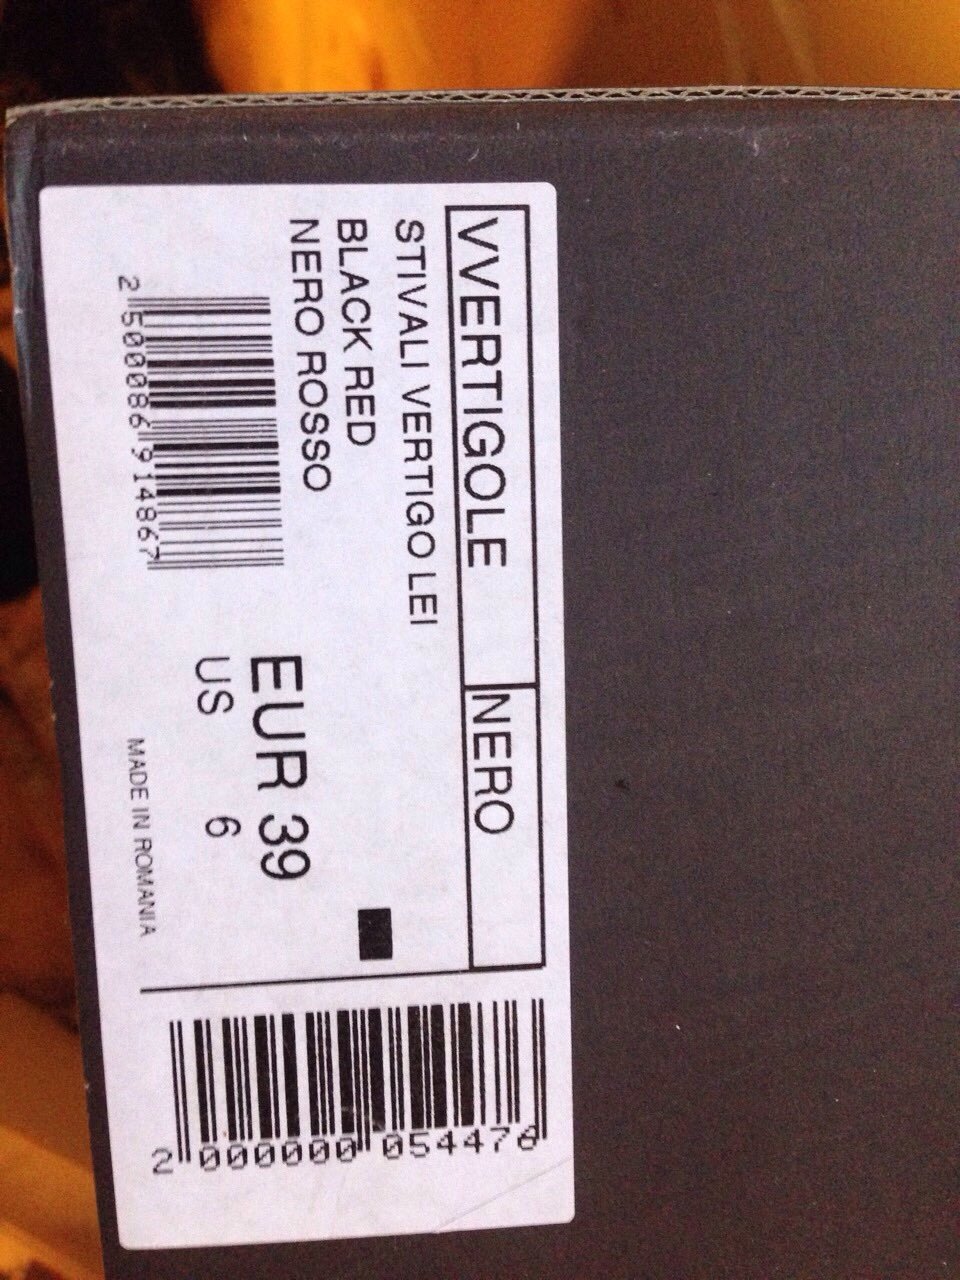 VVERTIGOLE NERO
STIVALI VERTIGO LEI
BLACK RED
NERO ROSSO
2 500086 914867
EUR 39
US 6
MADE IN ROMANIA
2 000000 054476